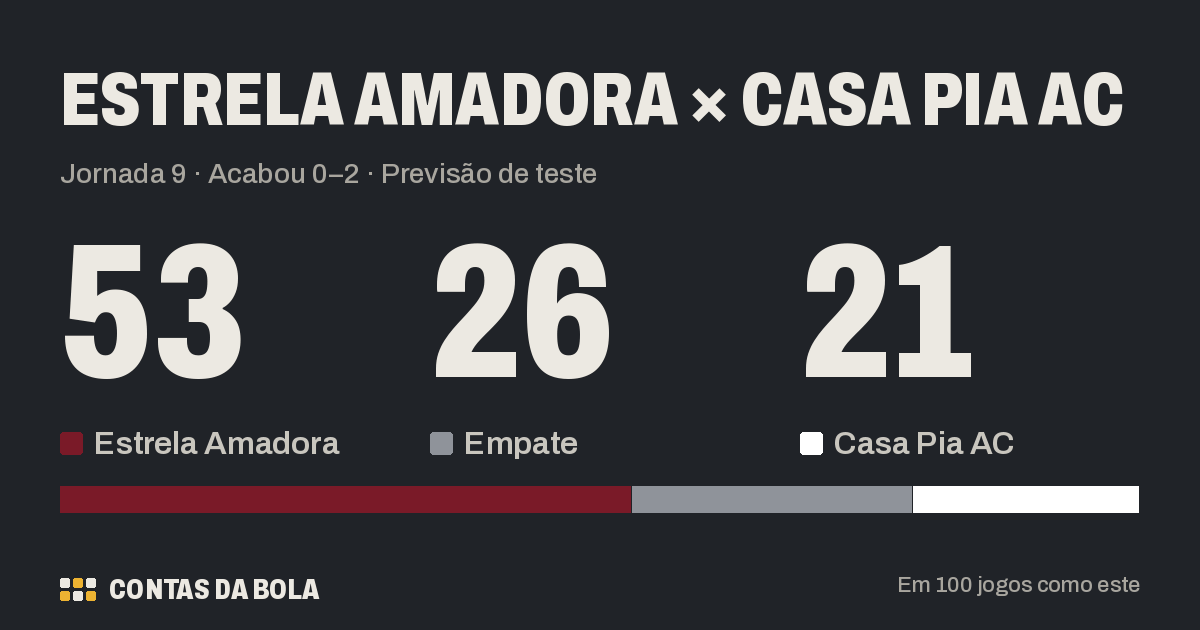 ESTRELA AMADORA × CASA PIA AC
Jornada 9 · Acabou 0–2 · Previsão de teste
53 26 21
Estrela Amadora Empate Casa Pia AC
CONTAS DA BOLA
Em 100 jogos como este